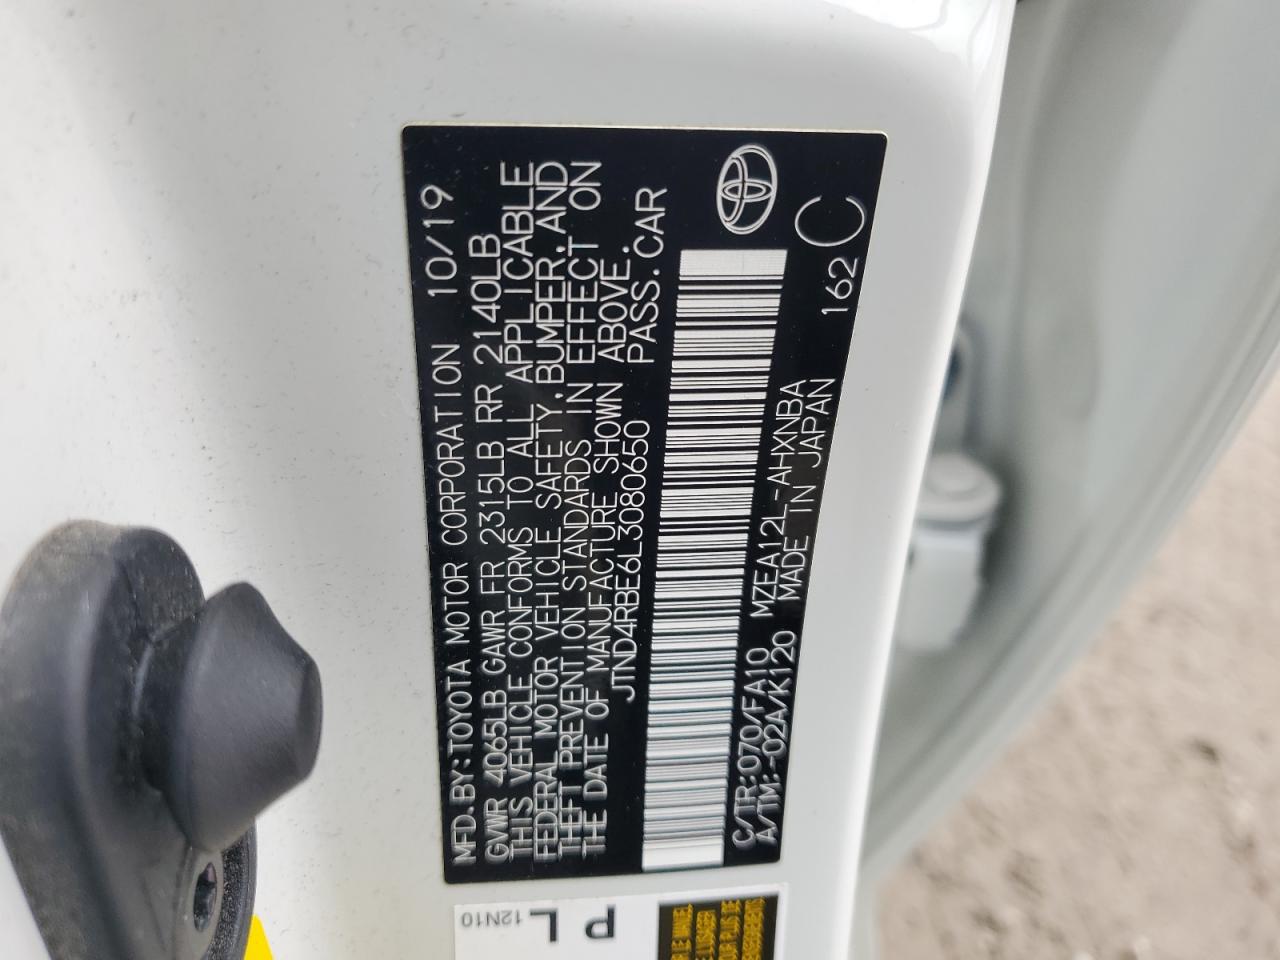 MFD. BY:TOYOTA MOTOR CORPORATION 10/19
GVWR 4065LB GAWR FR 2315LB RR 2140LB
THIS VEHICLE CONFORMS TO ALL APPLICABLE
FEDERAL MOTOR VEHICLE SAFETY, BUMPER, AND
THEFT PREVENTION STANDARDS IN EFFECT ON
THE DATE OF MANUFACTURE SHOWN ABOVE.
JTND4RBE6L3080650 PASS. CAR
C/TR:070/FA10 MZEA12L-AHXNBA
A/TM:-02A/K120 MADE IN JAPAN 162 C
P L
12N10